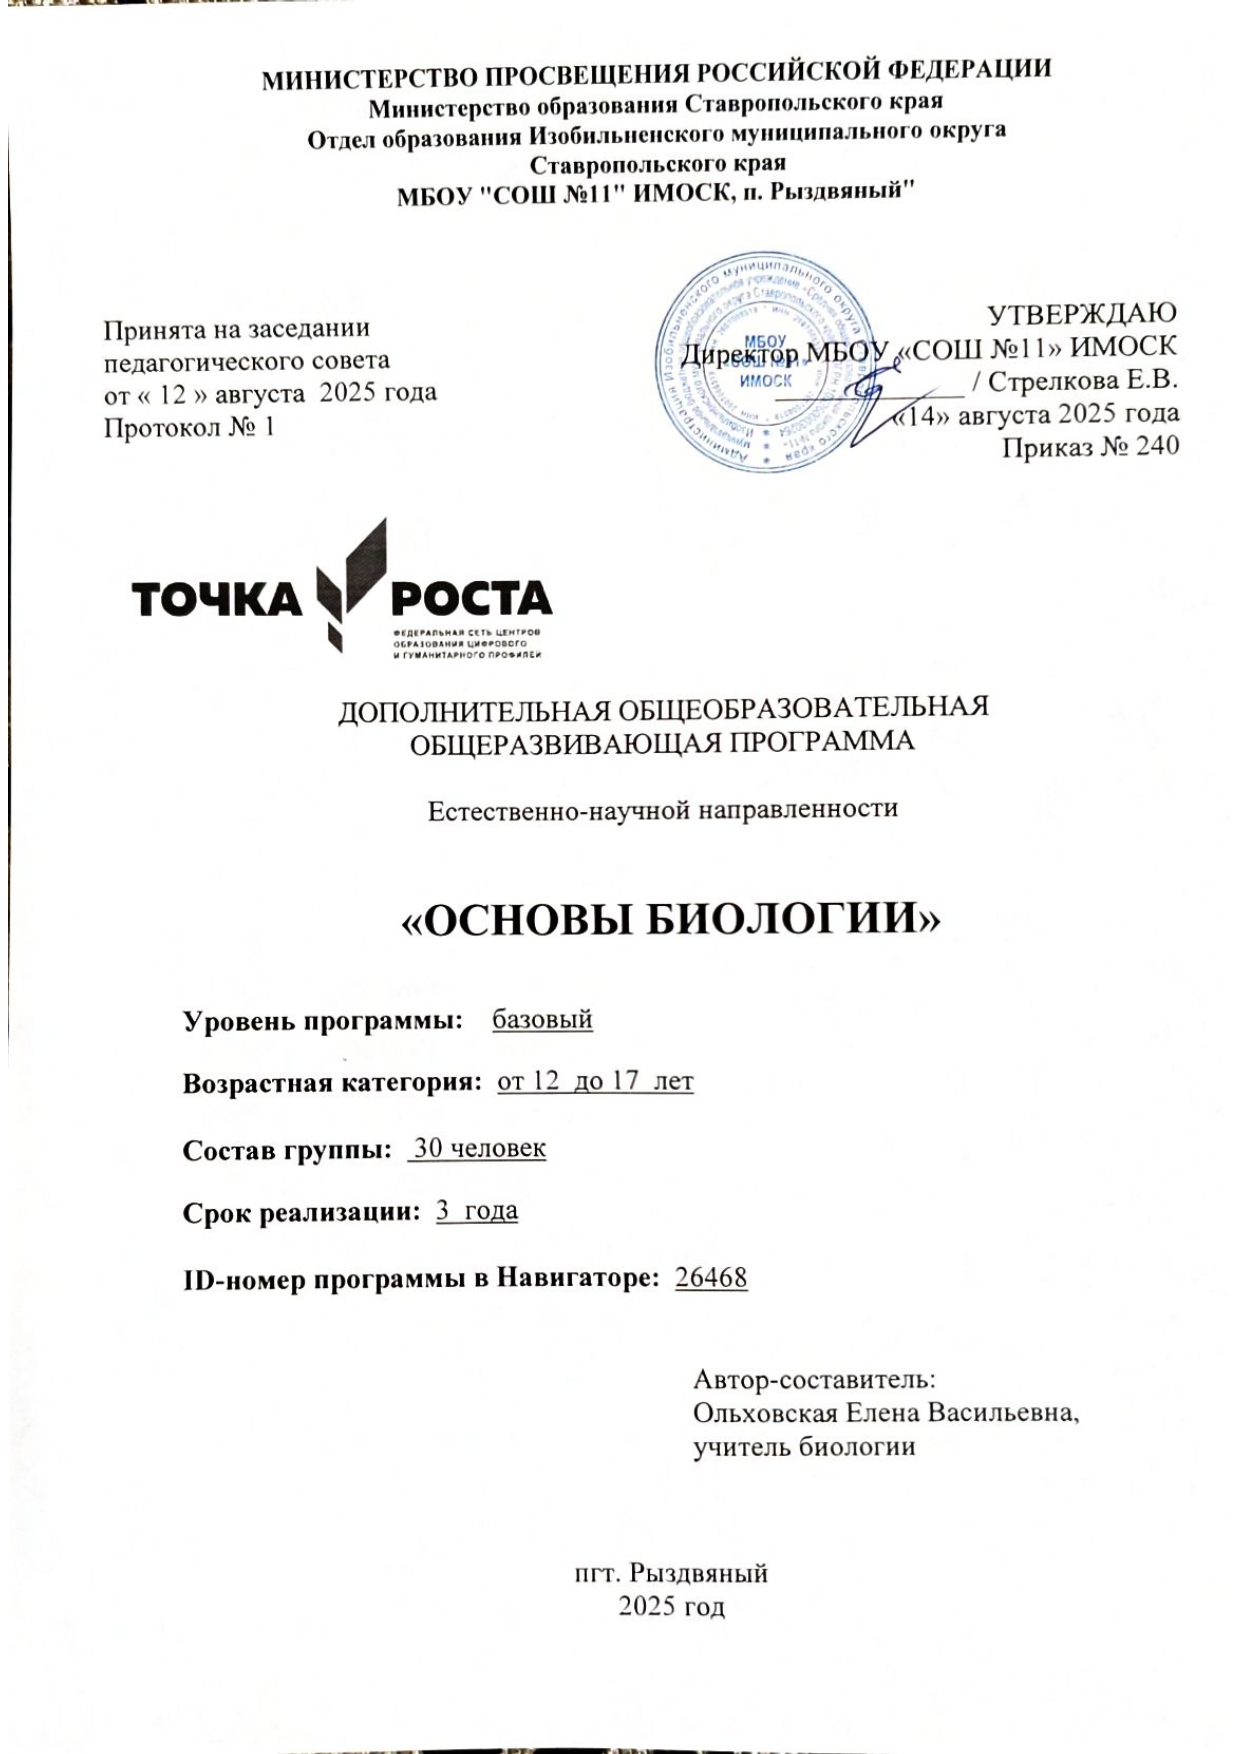 МИНИСТЕРСТВО ПРОСВЕЩЕНИЯ РОССИЙСКОЙ ФЕДЕРАЦИИ
Министерство образования Ставропольского края
Отдел образования Изобильненского муниципального округа
Ставропольского края
МБОУ "СОШ №11" ИМОСК, п. Рыздвяный"
Принята на заседании
педагогического совета
от « 12 » августа 2025 года
Протокол № 1
УТВЕРЖДАЮ
Директор МБОУ «СОШ №11» ИМОСК
/ Стрелкова Е.В.
«14» августа 2025 года
Приказ № 240
МБОУ
«СОШ №11»
ИМОСК
ТОЧКА РОСТА
ФЕДЕРАЛЬНАЯ СЕТЬ ЦЕНТРОВ
ОБРАЗОВАНИЯ ЦИФРОВОГО
И ГУМАНИТАРНОГО ПРОФИЛЕЙ
ДОПОЛНИТЕЛЬНАЯ ОБЩЕОБРАЗОВАТЕЛЬНАЯ
ОБЩЕРАЗВИВАЮЩАЯ ПРОГРАММА
Естественно-научной направленности
«ОСНОВЫ БИОЛОГИИ»
Уровень программы: базовый
Возрастная категория: от 12 до 17 лет
Состав группы: 30 человек
Срок реализации: 3 года
ID-номер программы в Навигаторе: 26468
Автор-составитель:
Ольховская Елена Васильевна,
учитель биологии
пгт. Рыздвяный
2025 год